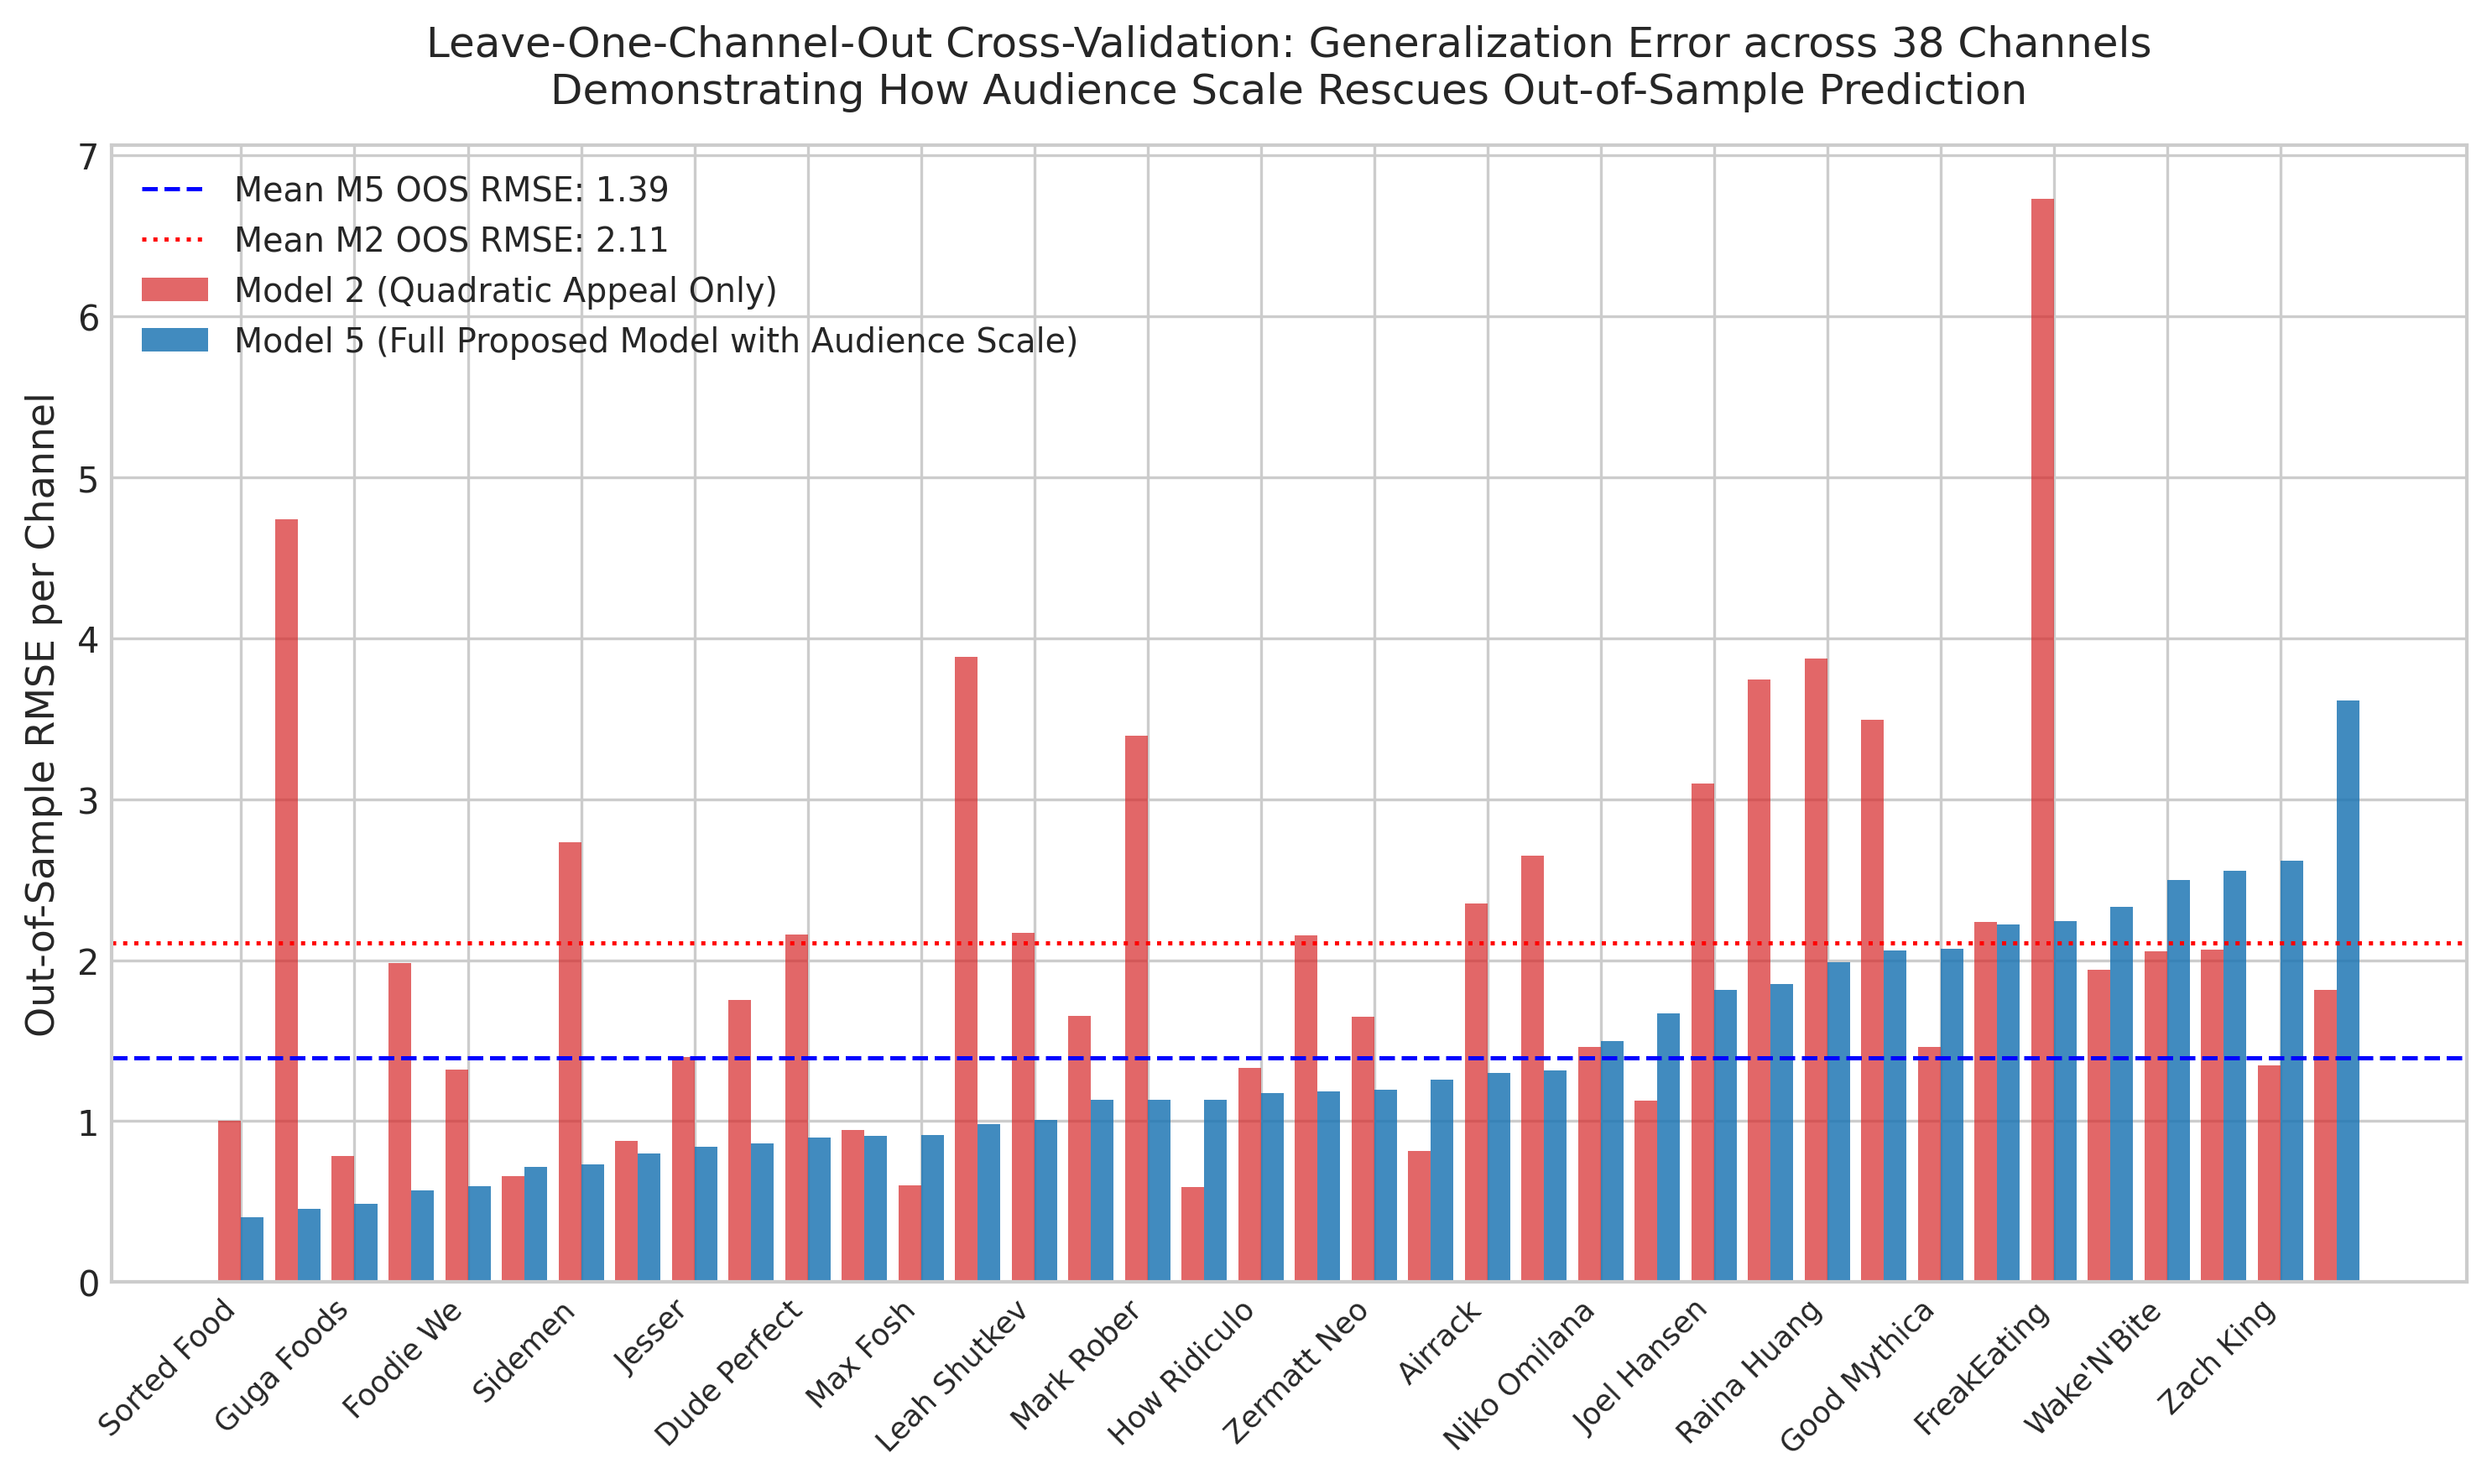 Leave-One-Channel-Out Cross-Validation: Generalization Error across 38 Channels
Demonstrating How Audience Scale Rescues Out-of-Sample Prediction
Out-of-Sample RMSE per Channel
7
6
5
4
3
2
1
0
Mean M5 OOS RMSE: 1.39
Mean M2 OOS RMSE: 2.11
Model 2 (Quadratic Appeal Only)
Model 5 (Full Proposed Model with Audience Scale)
Sorted Food
Guga Foods
Foodie We
Sidemen
Jesser
Dude Perfect
Max Fosh
Leah Shutkev
Mark Rober
How Ridiculo
Zermatt Neo
Airrack
Niko Omilana
Joel Hansen
Raina Huang
Good Mythica
FreakEating
Wake'N'Bite
Zach King